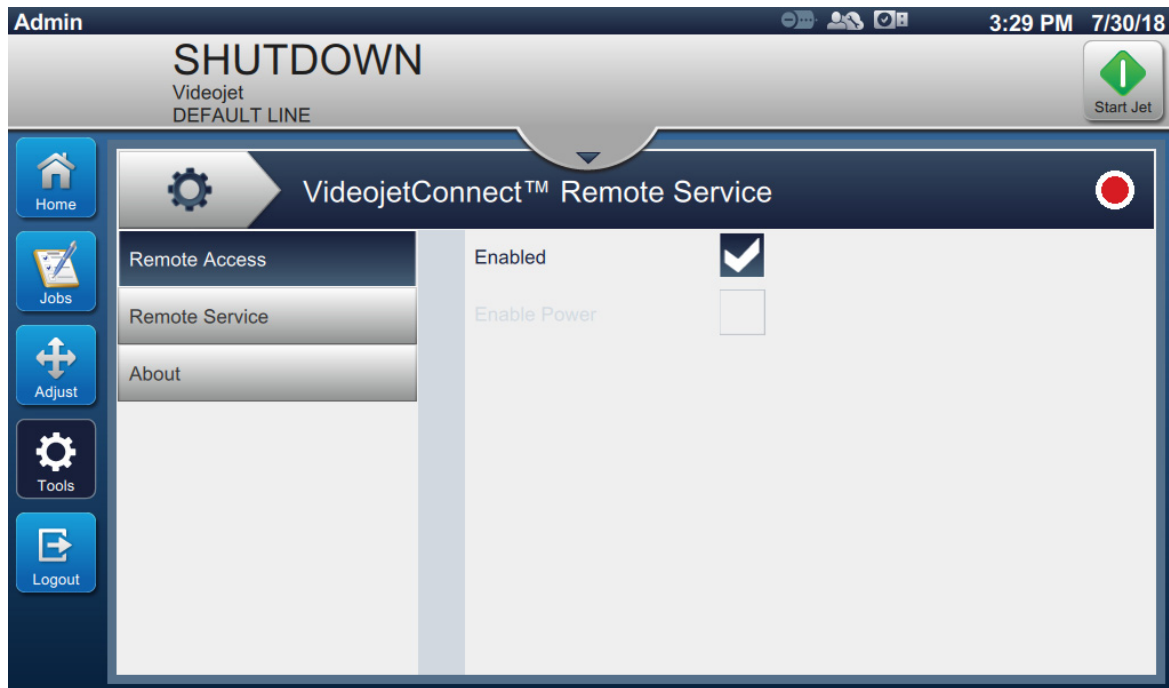 Admin 3:29 PM 7/30/18
SHUTDOWN
Videojet
DEFAULT LINE
Start Jet
Home
VideojetConnect™ Remote Service
Remote Access
Enabled
Jobs
Remote Service
Enable Power
About
Adjust
Tools
Logout